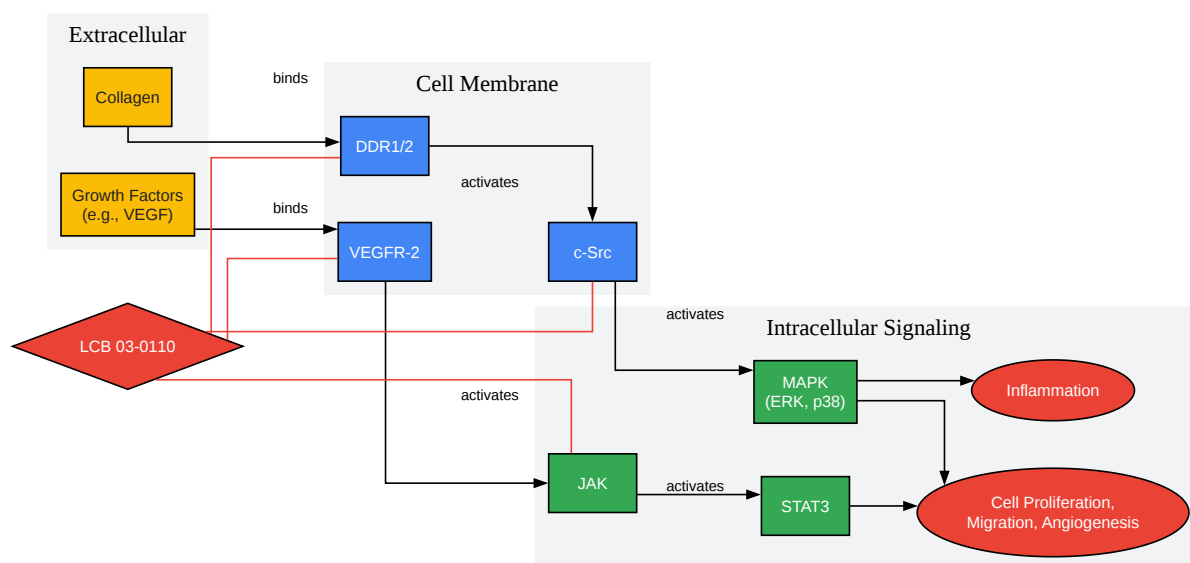 Extracellular
Collagen
binds
Cell Membrane
DDR1/2
Growth Factors
(e.g., VEGF)
binds
activates
VEGFR-2
c-Src
LCB 03-0110
activates
Intracellular Signaling
MAPK
(ERK, p38)
Inflammation
activates
JAK
activates
STAT3
Cell Proliferation,
Migration, Angiogenesis